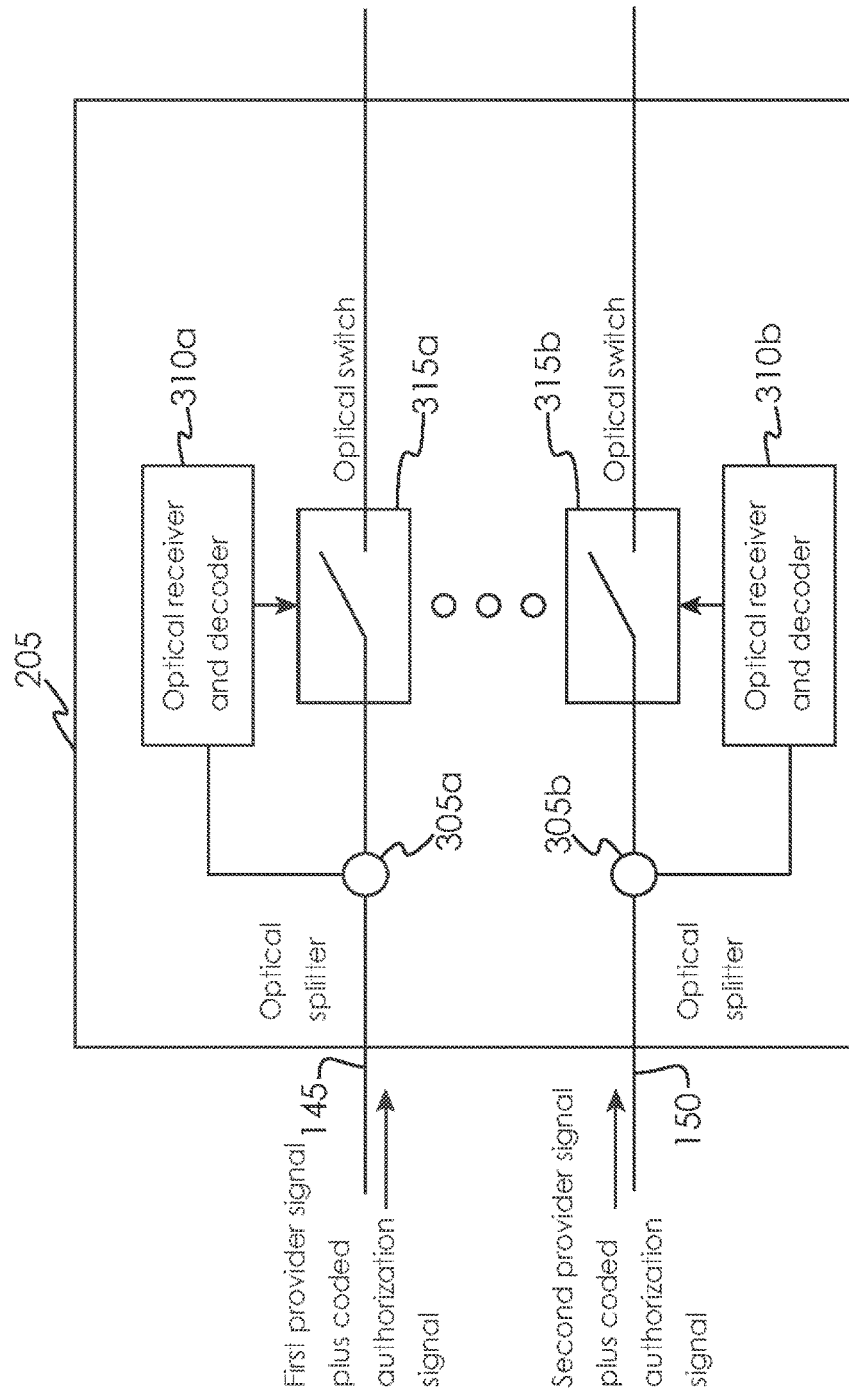 205
310a
Optical receiver
and decoder
Optical switch
315a
305a
Optical
splitter
145
First provider signal
plus coded
authorization
signal
315b
Optical switch
305b
Optical
splitter
150
Second provider signal
plus coded
authorization
signal
Optical receiver
and decoder
310b